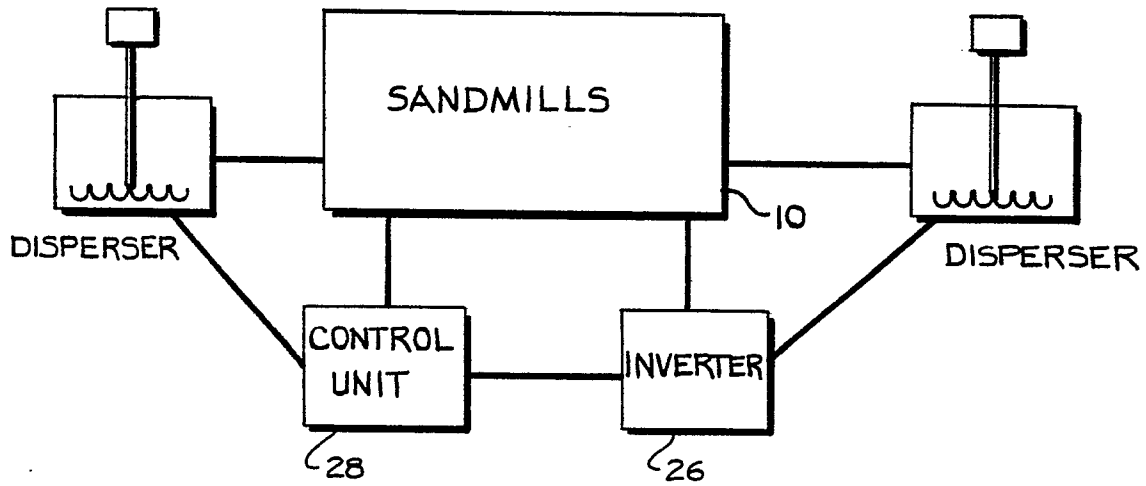 SANDMILLS
10
DISPERSER
DISPERSER
CONTROL
UNIT
INVERTER
28
26